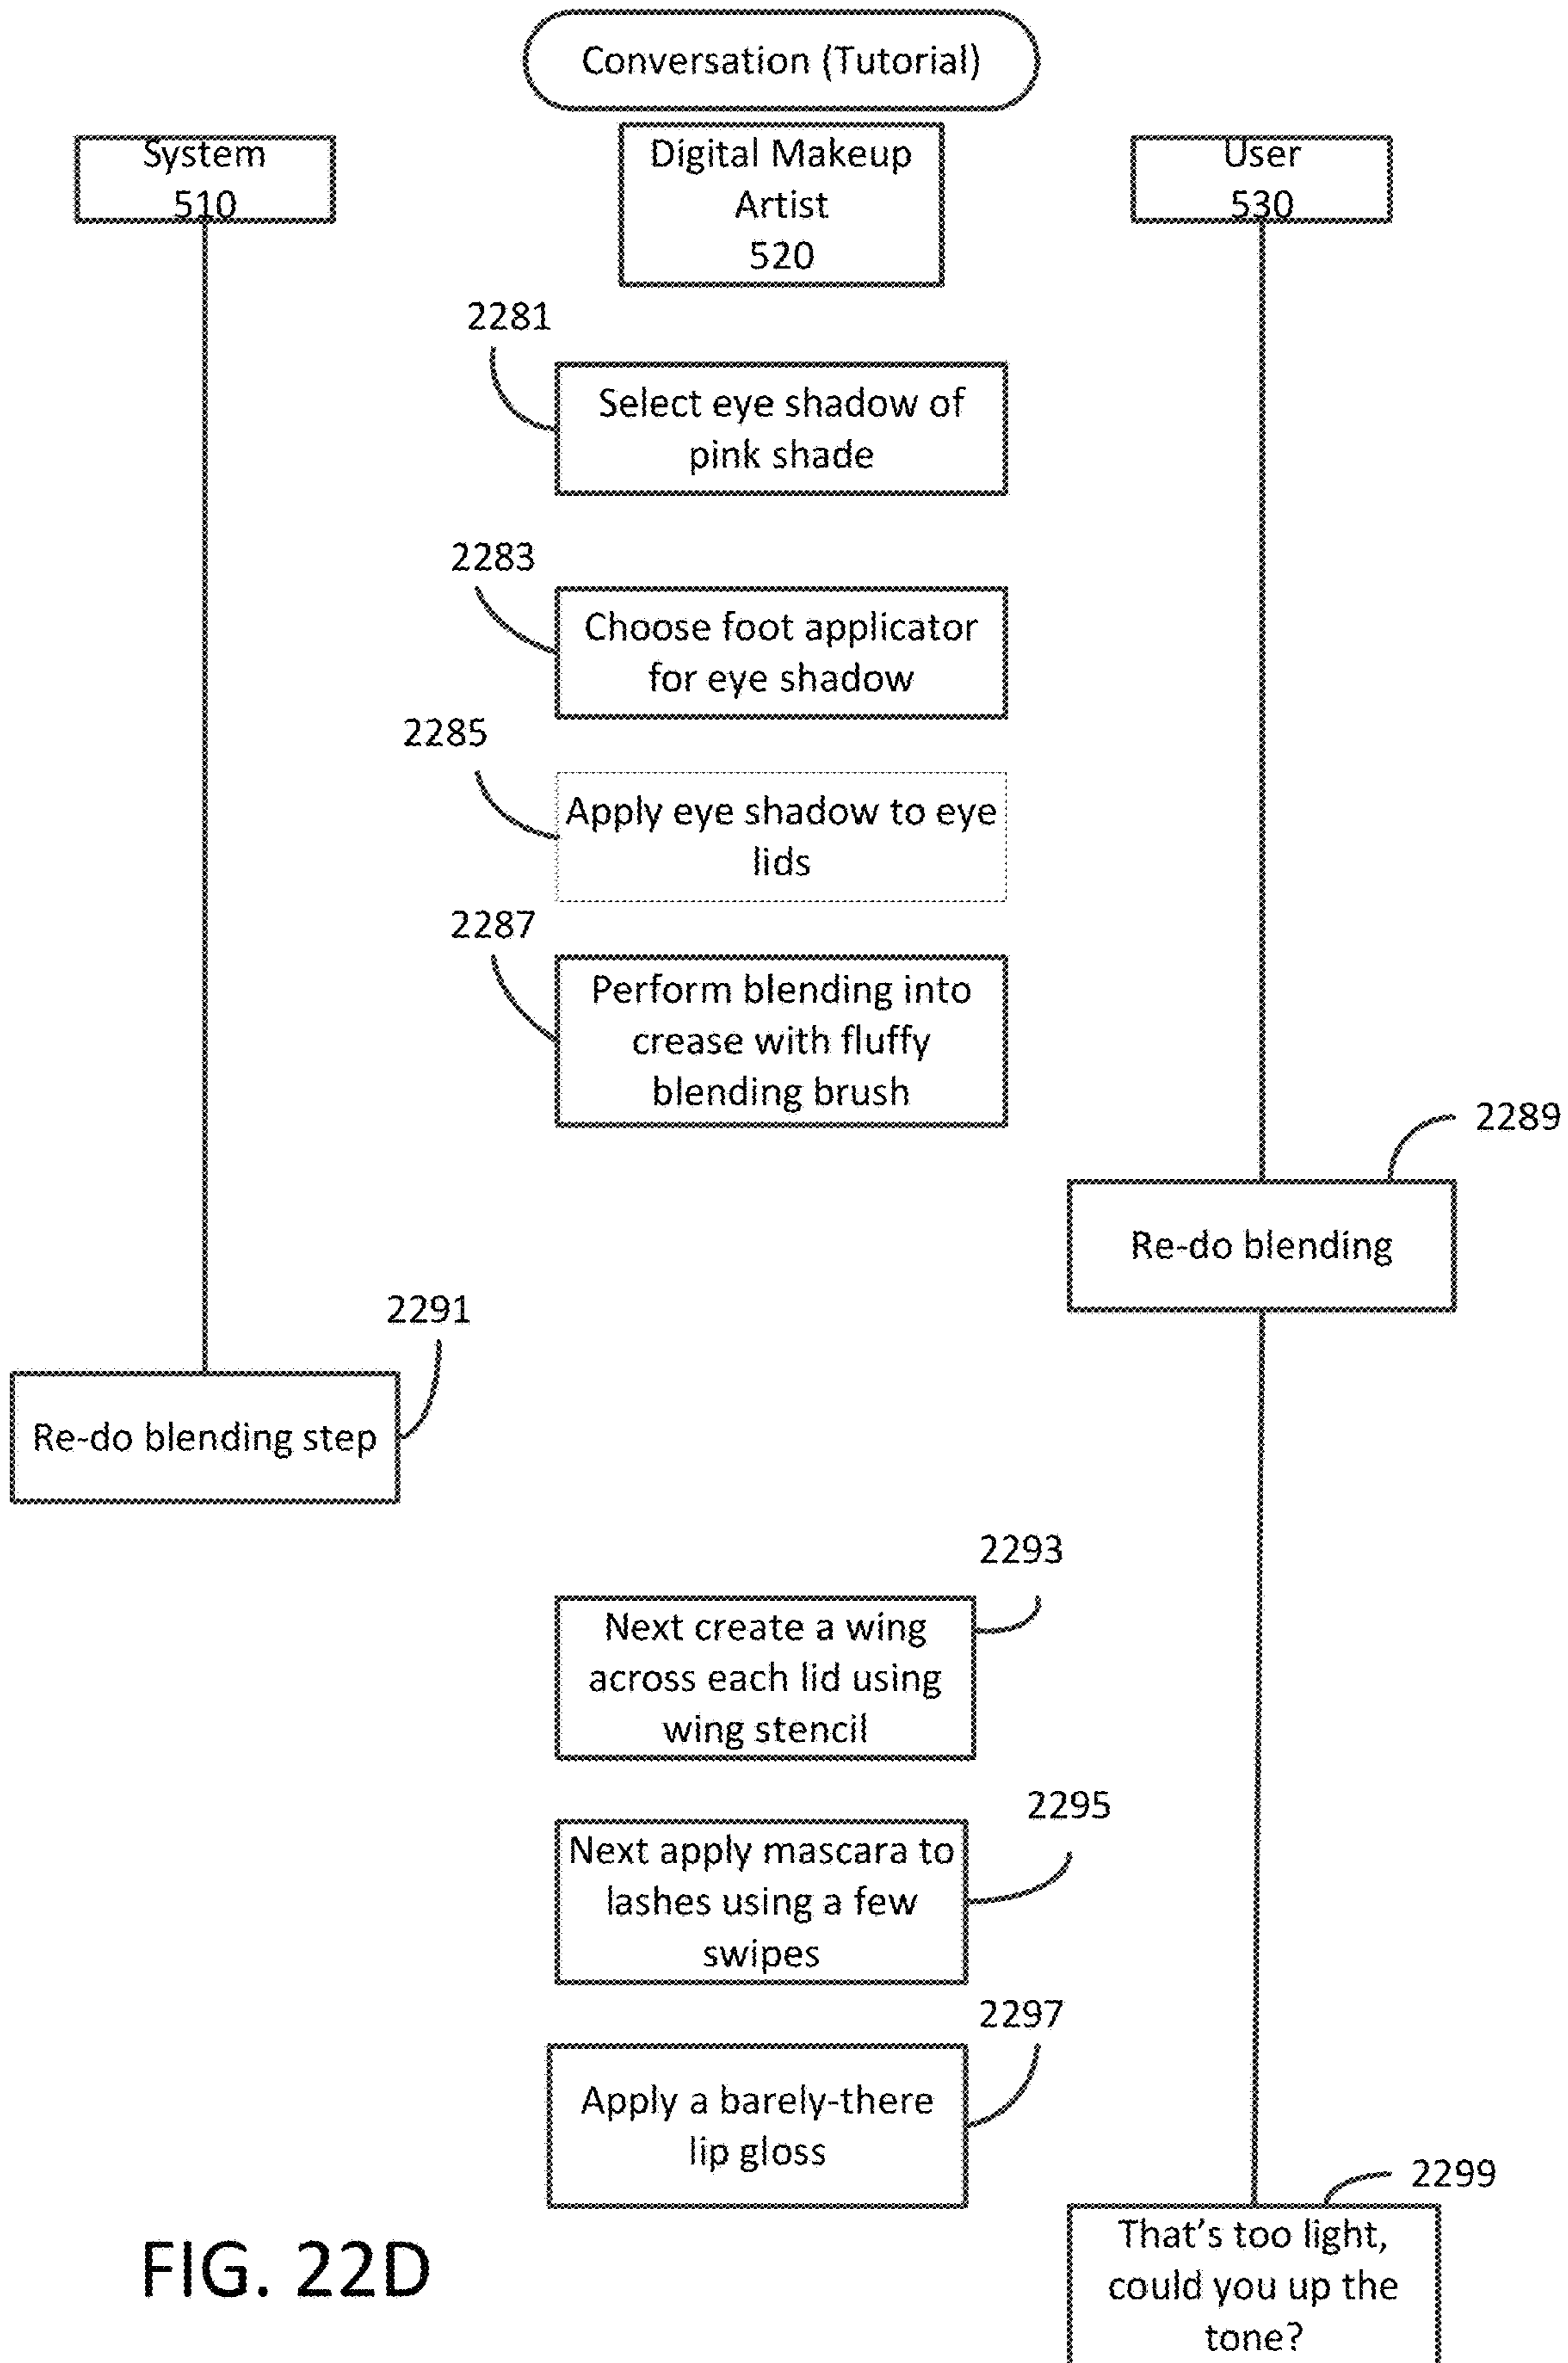 Conversation (Tutorial)
System
510
Digital Makeup
Artist
520
User
530
2281
Select eye shadow of
pink shade
2283
Choose foot applicator
for eye shadow
2285
Apply eye shadow to eye
lids
2287
Perform blending into
crease with fluffy
blending brush
2289
Re-do blending
2291
Re-do blending step
2293
Next create a wing
across each lid using
wing stencil
2295
Next apply mascara to
lashes using a few
swipes
2297
Apply a barely-there
lip gloss
2299
That's too light,
could you up the
tone?
FIG. 22D